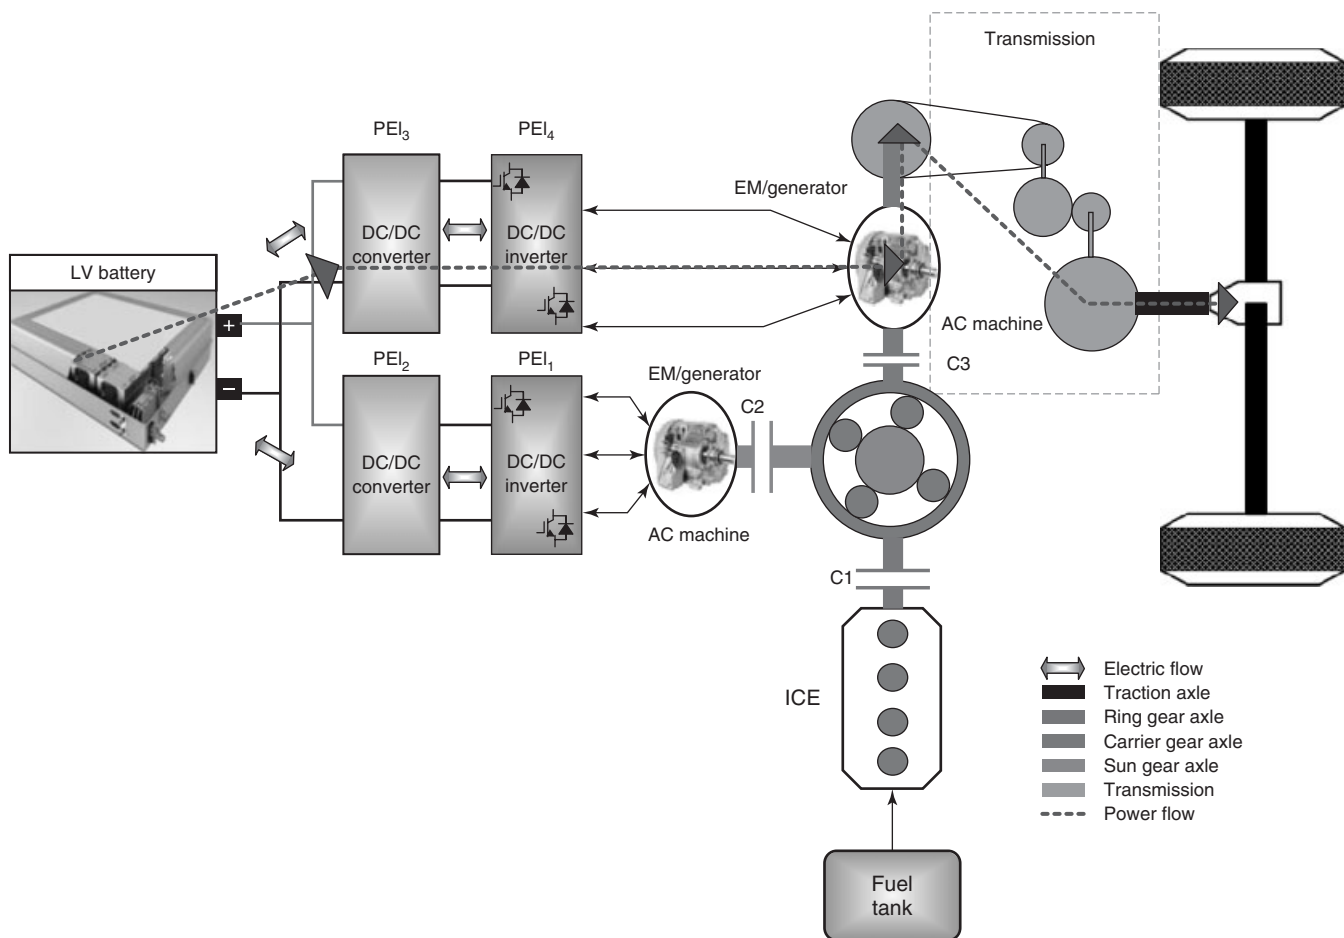 Transmission
PEI3
PEI4
EM/generator
DC/DC
converter
DC/DC
inverter
LV battery
+
−
AC machine
C3
PEI2
PEI1
EM/generator
C2
DC/DC
converter
DC/DC
inverter
AC machine
C1
ICE
Electric flow
Traction axle
Ring gear axle
Carrier gear axle
Sun gear axle
Transmission
Power flow
Fuel
tank